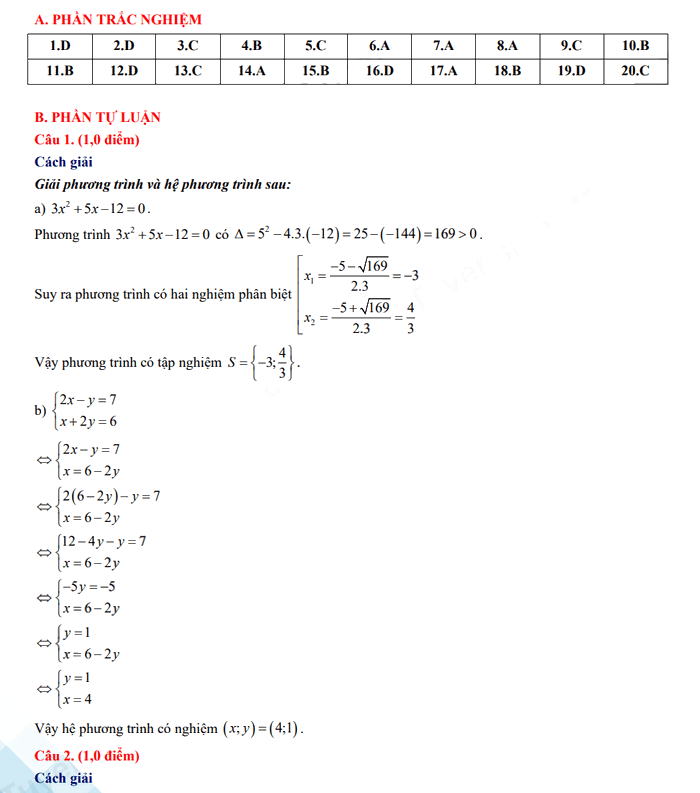 A. PHẦN TRẮC NGHIỆM
1.D 2.D 3.C 4.B 5.C 6.A 7.A 8.A 9.C 10.B
11.B 12.D 13.C 14.A 15.B 16.D 17.A 18.B 19.D 20.C
B. PHẦN TỰ LUẬN
Câu 1. (1,0 điểm)
Cách giải
Giải phương trình và hệ phương trình sau:
a) 3x² + 5x − 12 = 0.
Phương trình 3x² + 5x − 12 = 0 có Δ = 5² − 4.3.(−12) = 25 − (−144) = 169 > 0.
Suy ra phương trình có hai nghiệm phân biệt [ x₁ = (−5 − √169)/2.3 = −3
x₂ = (−5 + √169)/2.3 = 4/3
Vậy phương trình có tập nghiệm S = {−3; 4/3}.
b) { 2x − y = 7
x + 2y = 6
⇔ { 2x − y = 7
x = 6 − 2y
⇔ { 2(6 − 2y) − y = 7
x = 6 − 2y
⇔ { 12 − 4y − y = 7
x = 6 − 2y
⇔ { −5y = −5
x = 6 − 2y
⇔ { y = 1
x = 6 − 2y
⇔ { y = 1
x = 4
Vậy hệ phương trình có nghiệm (x; y) = (4;1).
Câu 2. (1,0 điểm)
Cách giải